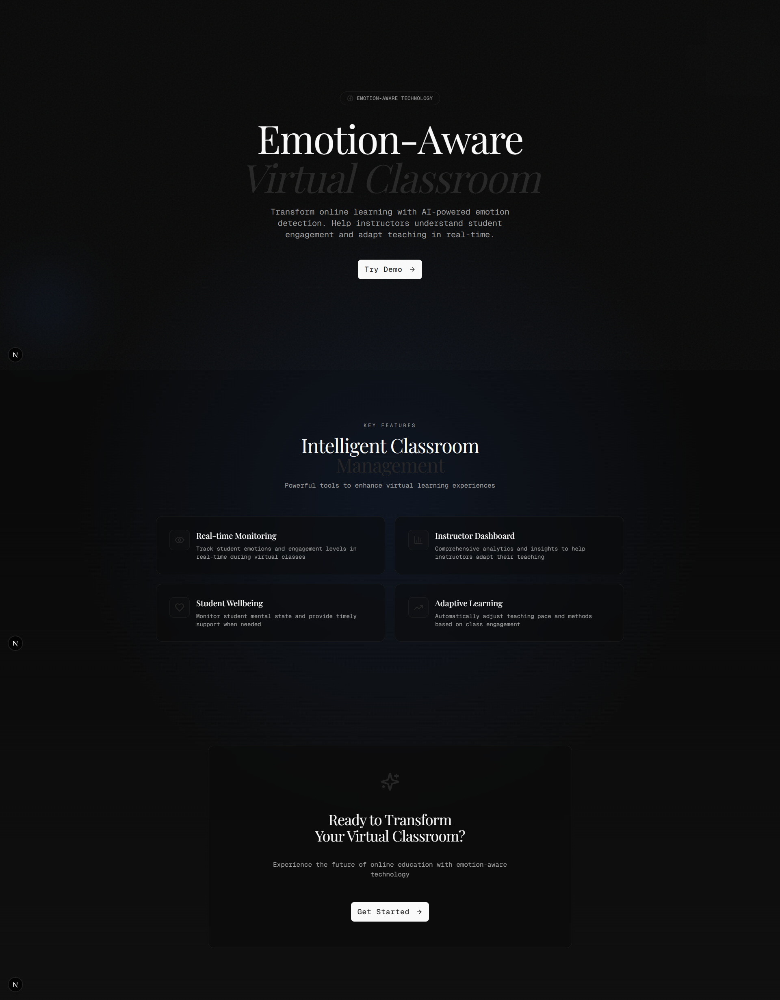 EMOTION-AWARE TECHNOLOGY
Emotion-Aware
Virtual Classroom
Transform online learning with AI-powered emotion
detection. Help instructors understand student
engagement and adapt teaching in real-time.
Try Demo →
N
KEY FEATURES
Intelligent Classroom
Management
Powerful tools to enhance virtual learning experiences
Real-time Monitoring
Track student emotions and engagement levels in
real-time during virtual classes
Instructor Dashboard
Comprehensive analytics and insights to help
instructors adapt their teaching
Student Wellbeing
Monitor student mental state and provide timely
support when needed
Adaptive Learning
Automatically adjust teaching pace and methods
based on class engagement
N
Ready to Transform
Your Virtual Classroom?
Experience the future of online education with emotion-aware
technology
Get Started →
N